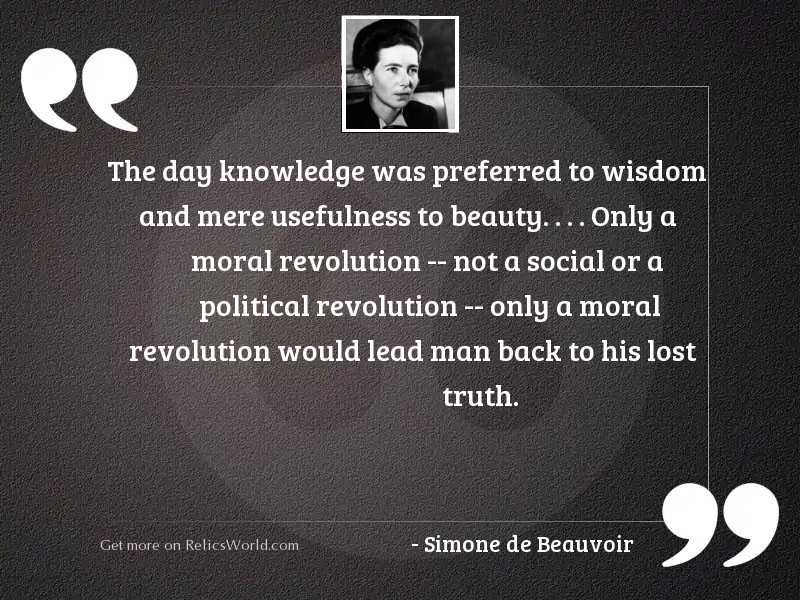 The day knowledge was preferred to wisdom
and mere usefulness to beauty. . . . Only a
moral revolution -- not a social or a
political revolution -- only a moral
revolution would lead man back to his lost
truth.
Get more on RelicsWorld.com
- Simone de Beauvoir